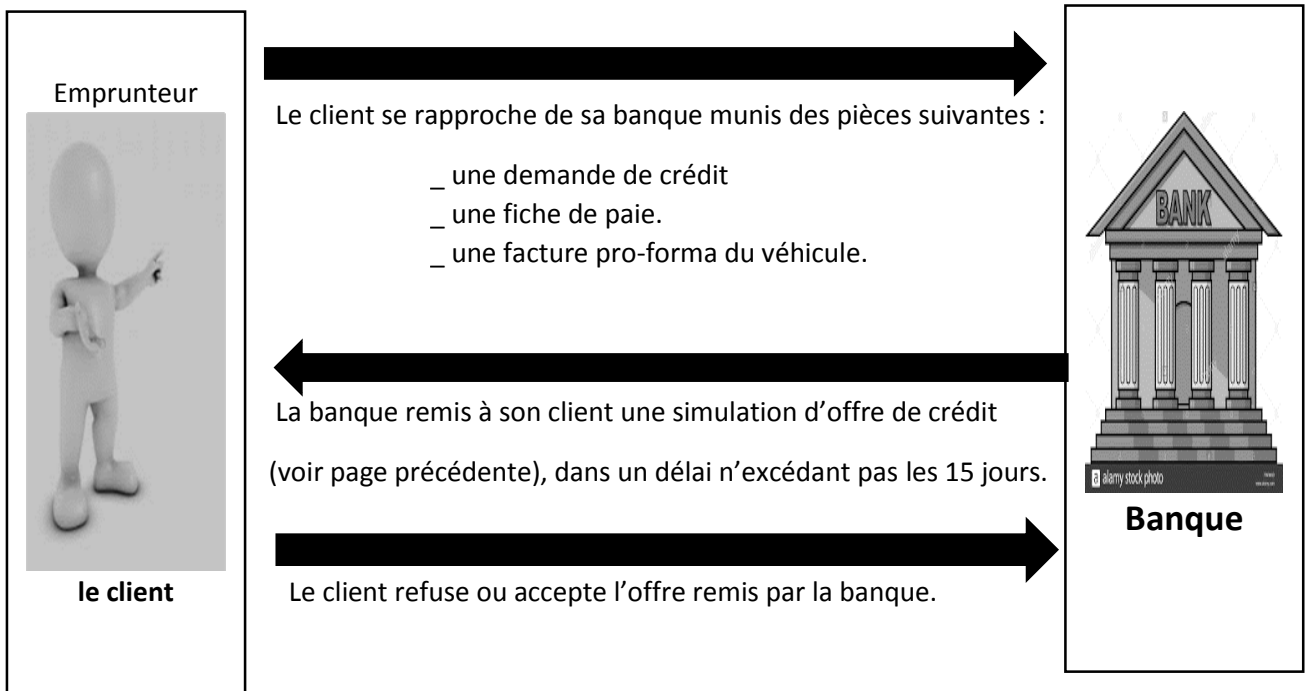 Emprunteur
Le client se rapproche de sa banque munis des pièces suivantes :
_ une demande de crédit
_ une fiche de paie.
_ une facture pro-forma du véhicule.
BANK
La banque remis à son client une simulation d’offre de crédit
(voir page précédente), dans un délai n’excédant pas les 15 jours.
a alamy stock photo
Banque
le client
Le client refuse ou accepte l’offre remis par la banque.